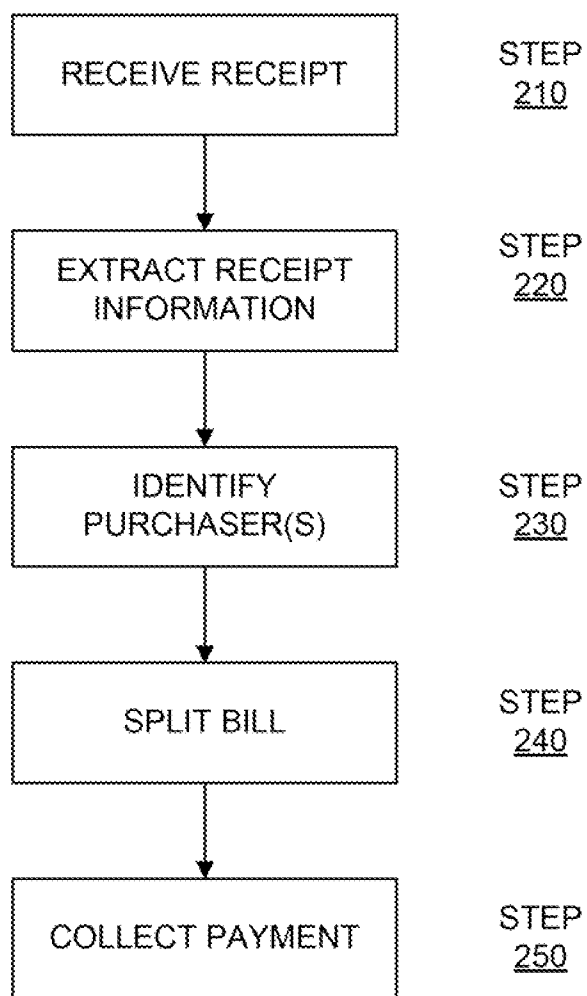 RECEIVE RECEIPT
STEP
210
EXTRACT RECEIPT
INFORMATION
STEP
220
IDENTIFY
PURCHASER(S)
STEP
230
SPLIT BILL
STEP
240
COLLECT PAYMENT
STEP
250